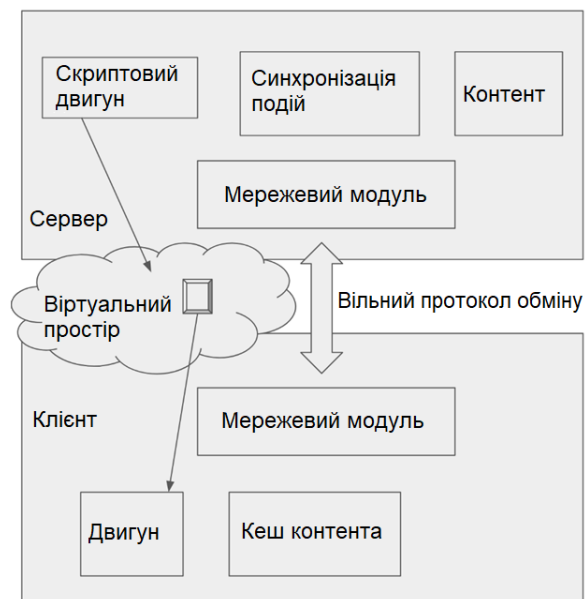 Скриптовий
двигун
Синхронізація
подій
Контент
Мережевий модуль
Сервер
Віртуальний
простір
Вільний протокол обміну
Клієнт
Мережевий модуль
Двигун
Кеш контента